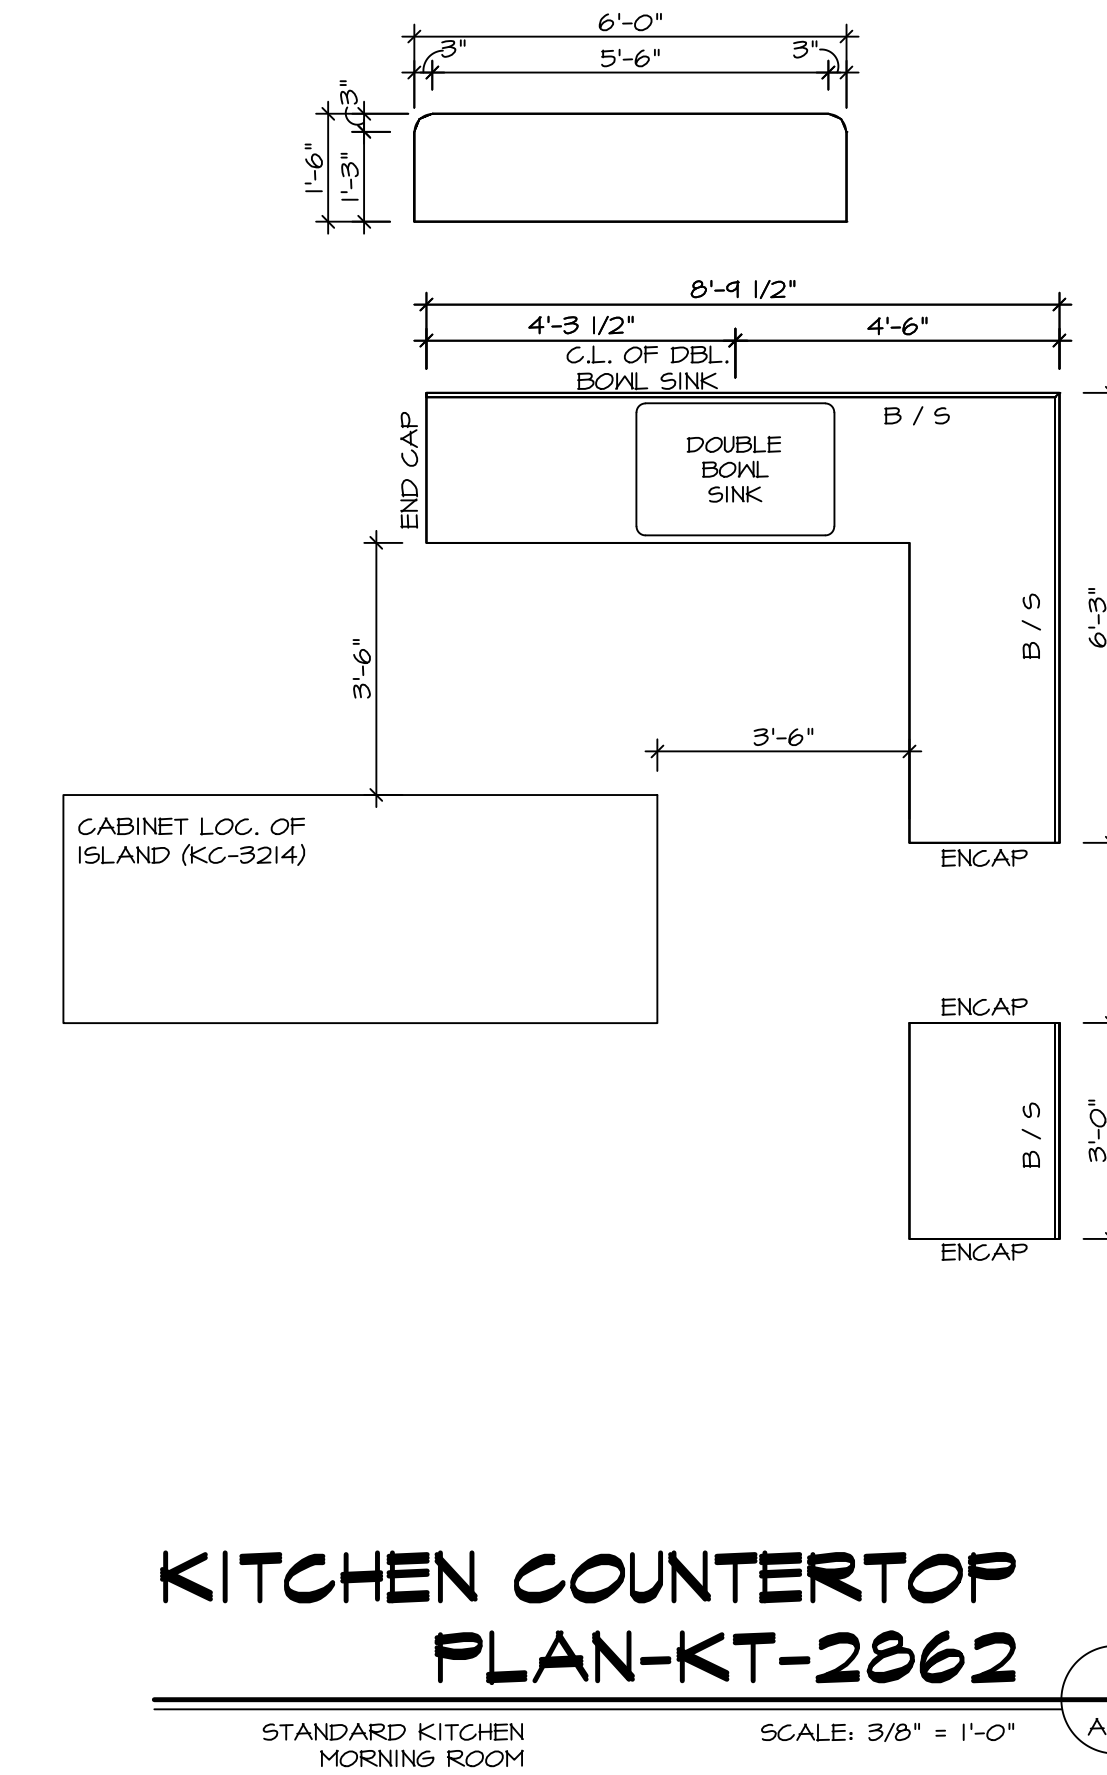 6'-0"
3"
5'-6"
3"
3"
1'-6"
1'-3"
8'-9 1/2"
4'-3 1/2"
4'-6"
C.L. OF DBL.
BOWL SINK
B / S
END CAP
DOUBLE
BOWL
SINK
B / S
6'-3"
3'-6"
3'-6"
CABINET LOC. OF
ISLAND (KC-3214)
ENCAP
ENCAP
B / S
3'-0"
ENCAP
KITCHEN COUNTERTOP
PLAN-KT-2862
STANDARD KITCHEN
MORNING ROOM
SCALE: 3/8" = 1'-0"
A